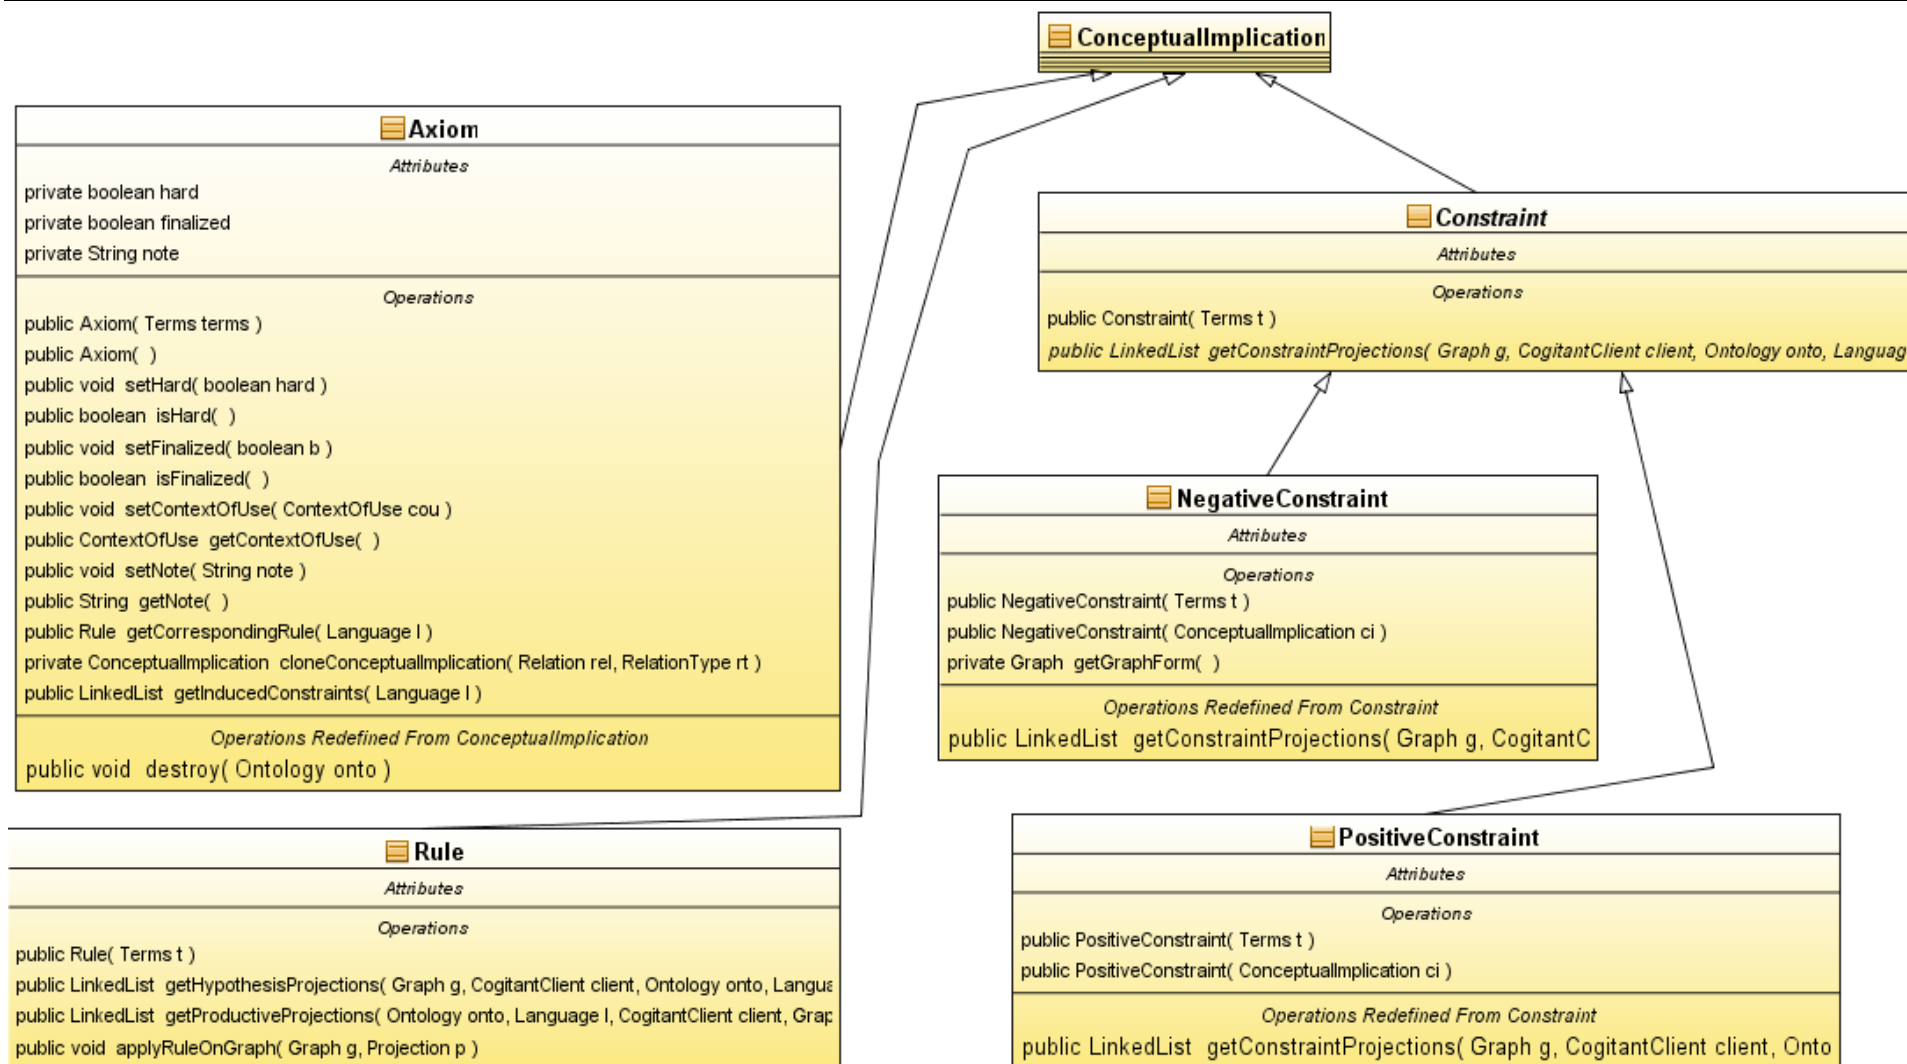 ConceptualImplication
Axiom
Attributes
private boolean hard
private boolean finalized
private String note
Operations
public Axiom( Terms terms )
public Axiom( )
public void setHard( boolean hard )
public boolean isHard( )
public void setFinalized( boolean b )
public boolean isFinalized( )
public void setContextOfUse( ContextOfUse cou )
public ContextOfUse getContextOfUse( )
public void setNote( String note )
public String getNote( )
public Rule getCorrespondingRule( Language l )
private ConceptualImplication cloneConceptualImplication( Relation rel, RelationType rt )
public LinkedList getInducedConstraints( Language l )
Operations Redefined From ConceptualImplication
public void destroy( Ontology onto )
Constraint
Attributes
Operations
public Constraint( Terms t )
public LinkedList getConstraintProjections( Graph g, CogitantClient client, Ontology onto, Languag
NegativeConstraint
Attributes
Operations
public NegativeConstraint( Terms t )
public NegativeConstraint( ConceptualImplication ci )
private Graph getGraphForm( )
Operations Redefined From Constraint
public LinkedList getConstraintProjections( Graph g, CogitantC
Rule
Attributes
Operations
public Rule( Terms t )
public LinkedList getHypothesisProjections( Graph g, CogitantClient client, Ontology onto, Langua
public LinkedList getProductiveProjections( Ontology onto, Language l, CogitantClient client, Grap
public void applyRuleOnGraph( Graph g, Projection p )
PositiveConstraint
Attributes
Operations
public PositiveConstraint( Terms t )
public PositiveConstraint( ConceptualImplication ci )
Operations Redefined From Constraint
public LinkedList getConstraintProjections( Graph g, CogitantClient client, Onto